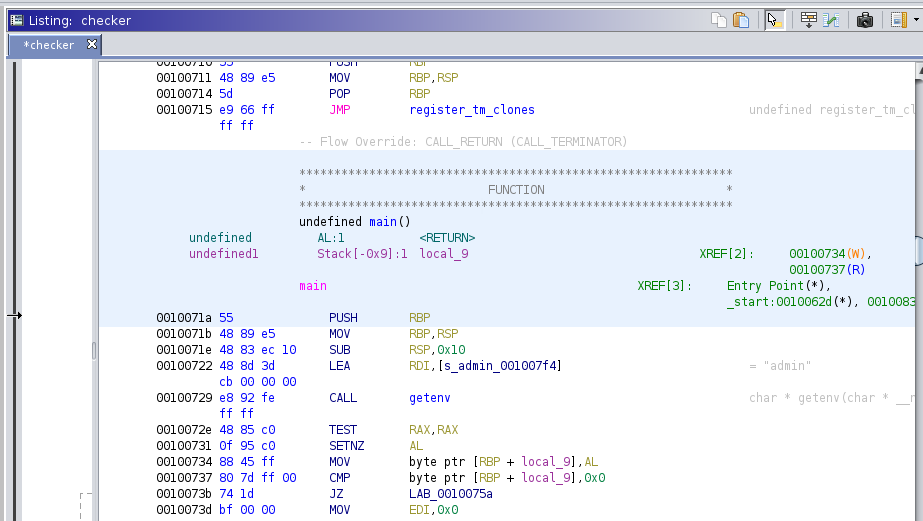 Listing: checker
*checker
00100710 55 PUSH RBP
00100711 48 89 e5 MOV RBP,RSP
00100714 5d POP RBP
00100715 e9 66 ff JMP register_tm_clones undefined register_tm_cl
ff ff
-- Flow Override: CALL_RETURN (CALL_TERMINATOR)
**************************************************************
* FUNCTION *
**************************************************************
undefined main()
undefined AL:1 <RETURN>
undefined1 Stack[-0x9]:1 local_9 XREF[2]: 00100734(W),
00100737(R)
main XREF[3]: Entry Point(*),
_start:0010062d(*), 0010083
0010071a 55 PUSH RBP
0010071b 48 89 e5 MOV RBP,RSP
0010071e 48 83 ec 10 SUB RSP,0x10
00100722 48 8d 3d LEA RDI,[s_admin_001007f4] = "admin"
cb 00 00 00
00100729 e8 92 fe CALL getenv char * getenv(char * __n
ff ff
0010072e 48 85 c0 TEST RAX,RAX
00100731 0f 95 c0 SETNZ AL
00100734 88 45 ff MOV byte ptr [RBP + local_9],AL
00100737 80 7d ff 00 CMP byte ptr [RBP + local_9],0x0
0010073b 74 1d JZ LAB_0010075a
0010073d bf 00 00 MOV EDI,0x0